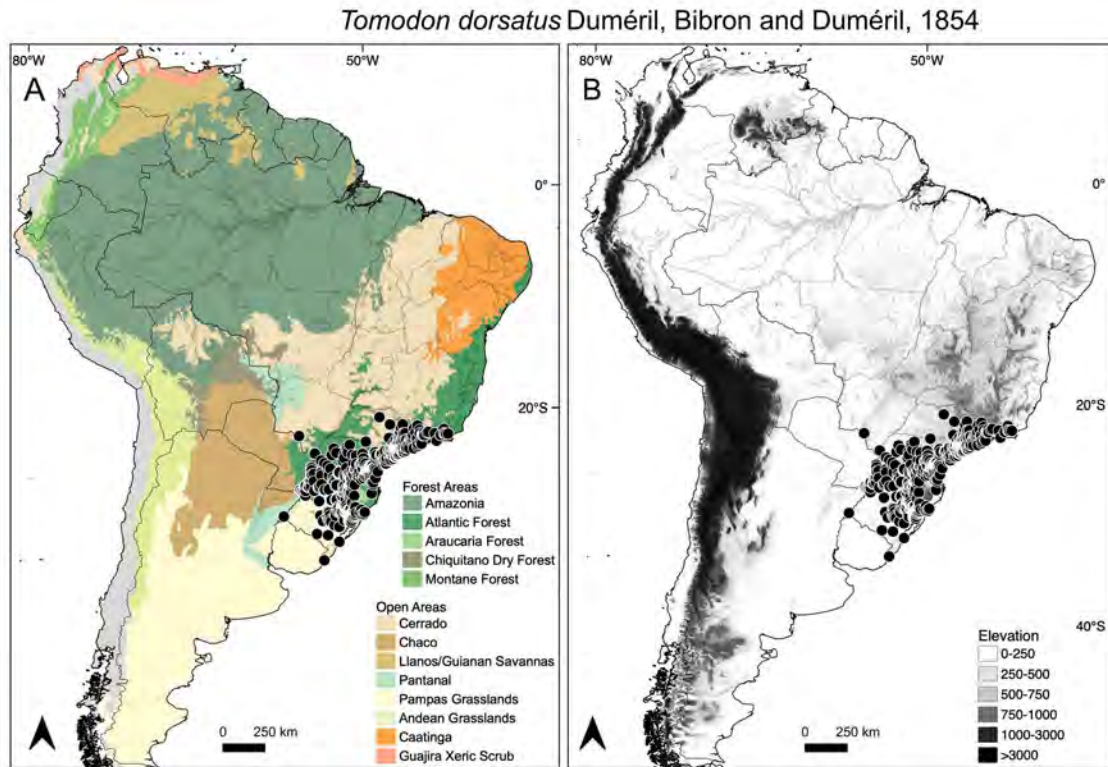 Tomodon dorsatus Duméril, Bibron and Duméril, 1854
80°W
50°W
A
0°
20°S
Forest Areas
Amazonia
Atlantic Forest
Araucaria Forest
Chiquitano Dry Forest
Montane Forest
Open Areas
Cerrado
Chaco
Llanos/Guianan Savannas
Pantanal
Pampas Grasslands
Andean Grasslands
Caatinga
Guajira Xeric Scrub
0 250 km
80°W
50°W
B
0°
20°S
40°S
Elevation
0-250
250-500
500-750
750-1000
1000-3000
>3000
0 250 km